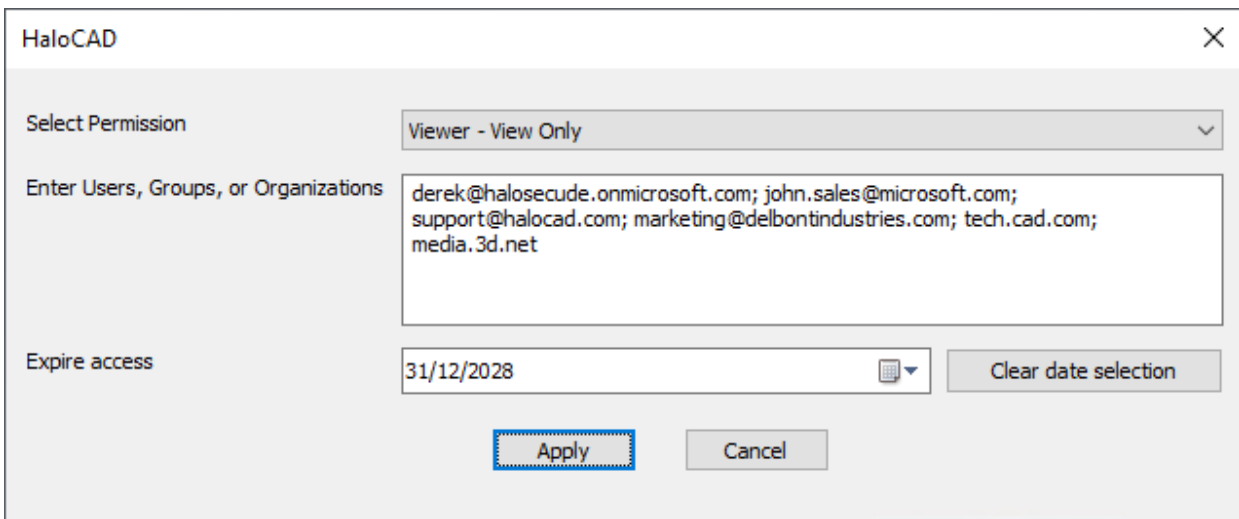 HaloCAD
Select Permission
Viewer - View Only
Enter Users, Groups, or Organizations
derek@halosecude.onmicrosoft.com; john.sales@microsoft.com;
support@halocad.com; marketing@delbontindustries.com; tech.cad.com;
media.3d.net
Expire access
31/12/2028
Clear date selection
Apply
Cancel